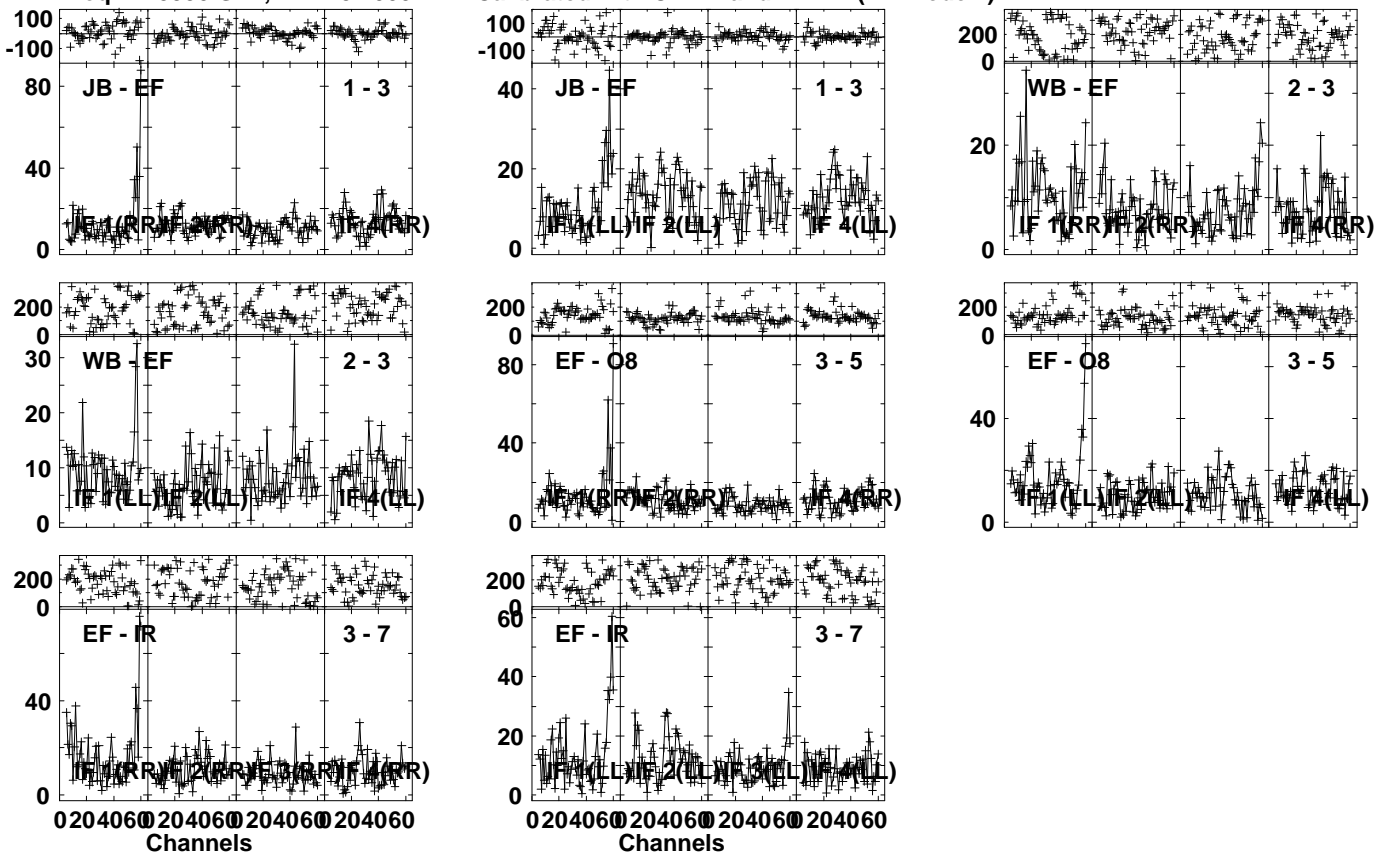 100
-100
80
40
0
JB - EF
1 - 3
IF 1(RR)
IF 2(RR)
IF 4(RR)
100
-100
40
20
0
JB - EF
1 - 3
IF 1(LL)
IF 2(LL)
IF 4(LL)
200
0
20
0
WB - EF
2 - 3
IF 1(RR)
IF 2(RR)
IF 4(RR)
200
0
30
20
10
0
WB - EF
2 - 3
IF 1(LL)
IF 2(LL)
IF 4(LL)
200
0
80
40
0
EF - O8
3 - 5
IF 1(RR)
IF 2(RR)
IF 4(RR)
200
0
40
0
EF - O8
3 - 5
IF 1(LL)
IF 2(LL)
IF 4(LL)
200
0
40
0
EF - IR
3 - 7
IF 1(RR)
IF 2(RR)
IF 3(RR)
IF 4(RR)
0 20 40 60 0 20 40 60 0 20 40 60 0 20 40 60
Channels
200
0
60
40
20
0
EF - IR
3 - 7
IF 1(LL)
IF 2(LL)
IF 3(LL)
IF 4(LL)
0 20 40 60 0 20 40 60 0 20 40 60 0 20 40 60
Channels